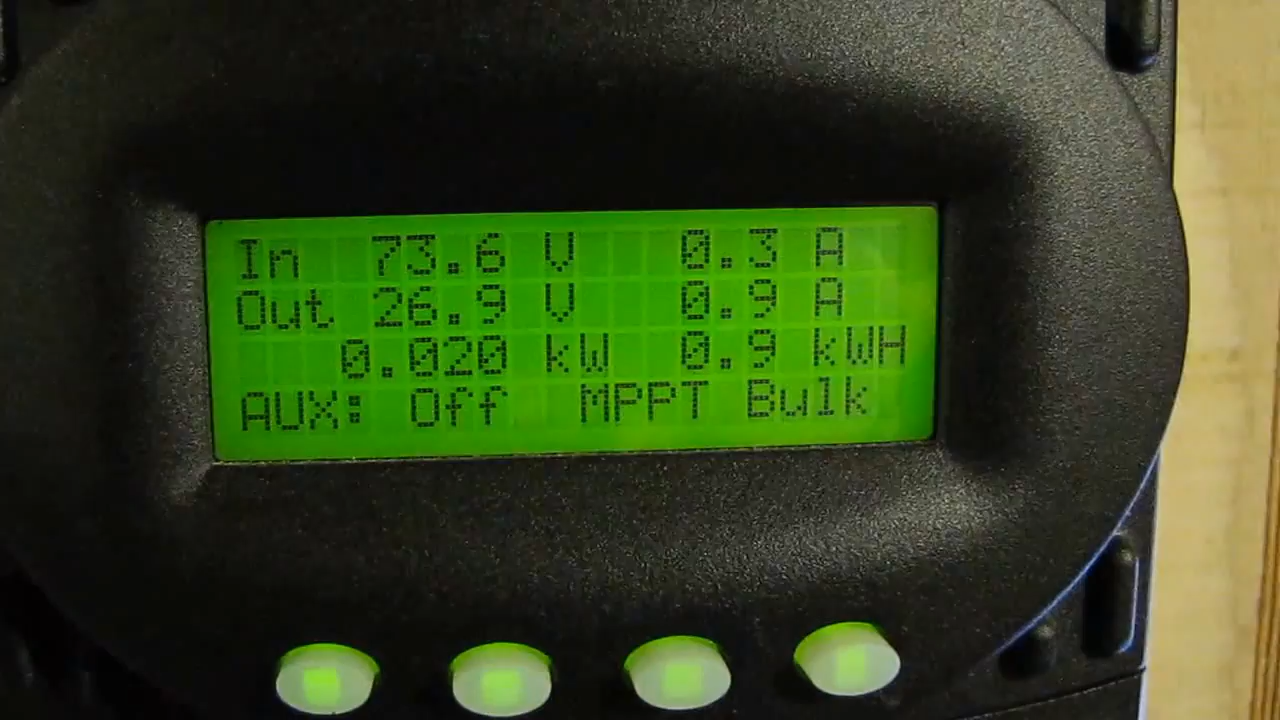 In 73.6 V 0.3 A
Out 26.9 V 0.9 A
0.020 kW 0.9 kWH
AUX: Off MPPT Bulk